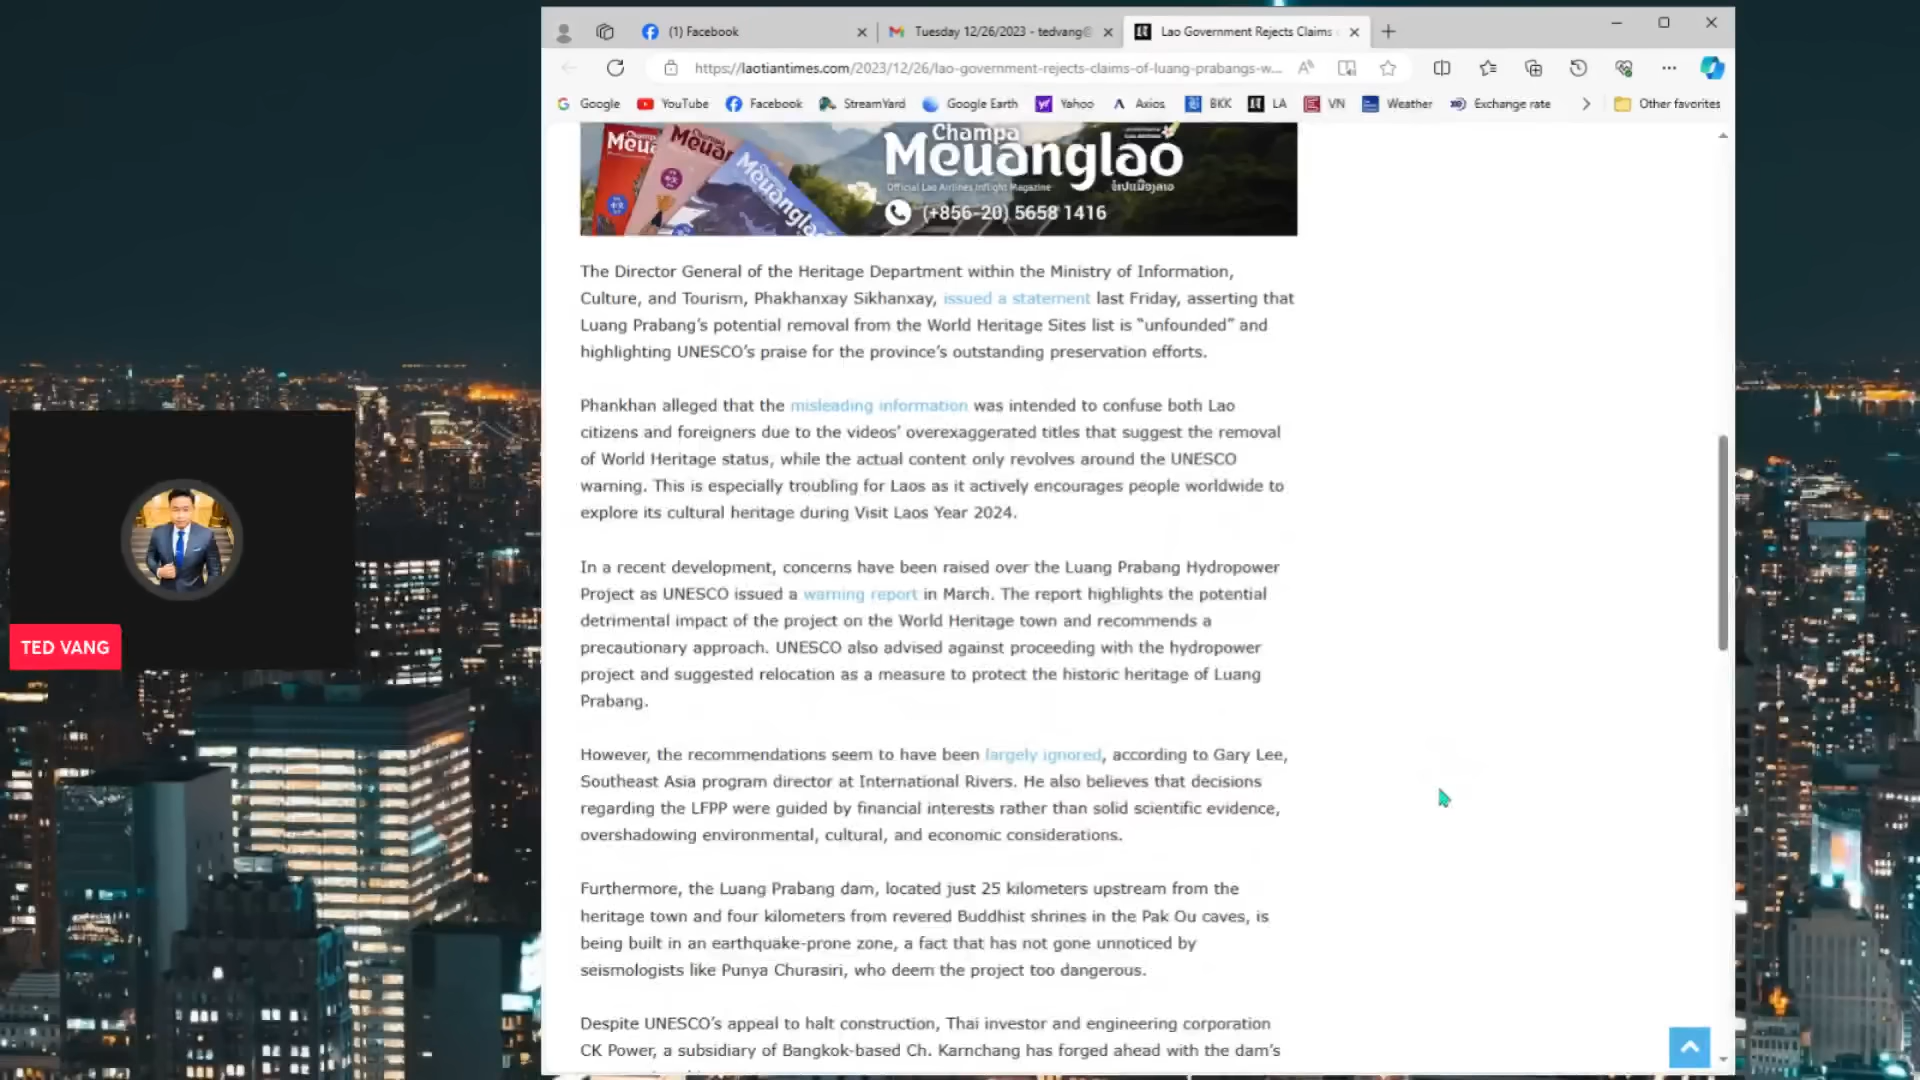 (1) Facebook
Tuesday 12/26/2023 - tedvang@
Lao Government Rejects Claims
https://laotiantimes.com/2023/12/26/lao-government-rejects-claims-of-luang-prabangs-w...
Google
YouTube
Facebook
StreamYard
Google Earth
Yahoo
Axios
BKK
LA
VN
Weather
Exchange rate
Other favorites
Champa
Meuanglao
Official Lao Airlines Inflight Magazine
(+856-20) 5658 1416
The Director General of the Heritage Department within the Ministry of Information,
Culture, and Tourism, Phakhanxay Sikhanxay, issued a statement last Friday, asserting that
Luang Prabang's potential removal from the World Heritage Sites list is “unfounded” and
highlighting UNESCO's praise for the province's outstanding preservation efforts.
Phankhan alleged that the misleading information was intended to confuse both Lao
citizens and foreigners due to the videos' overexaggerated titles that suggest the removal
of World Heritage status, while the actual content only revolves around the UNESCO
warning. This is especially troubling for Laos as it actively encourages people worldwide to
explore its cultural heritage during Visit Laos Year 2024.
In a recent development, concerns have been raised over the Luang Prabang Hydropower
Project as UNESCO issued a warning report in March. The report highlights the potential
detrimental impact of the project on the World Heritage town and recommends a
precautionary approach. UNESCO also advised against proceeding with the hydropower
project and suggested relocation as a measure to protect the historic heritage of Luang
Prabang.
However, the recommendations seem to have been largely ignored, according to Gary Lee,
Southeast Asia program director at International Rivers. He also believes that decisions
regarding the LFPP were guided by financial interests rather than solid scientific evidence,
overshadowing environmental, cultural, and economic considerations.
Furthermore, the Luang Prabang dam, located just 25 kilometers upstream from the
heritage town and four kilometers from revered Buddhist shrines in the Pak Ou caves, is
being built in an earthquake-prone zone, a fact that has not gone unnoticed by
seismologists like Punya Churasiri, who deem the project too dangerous.
Despite UNESCO's appeal to halt construction, Thai investor and engineering corporation
CK Power, a subsidiary of Bangkok-based Ch. Karnchang has forged ahead with the dam's
TED VANG